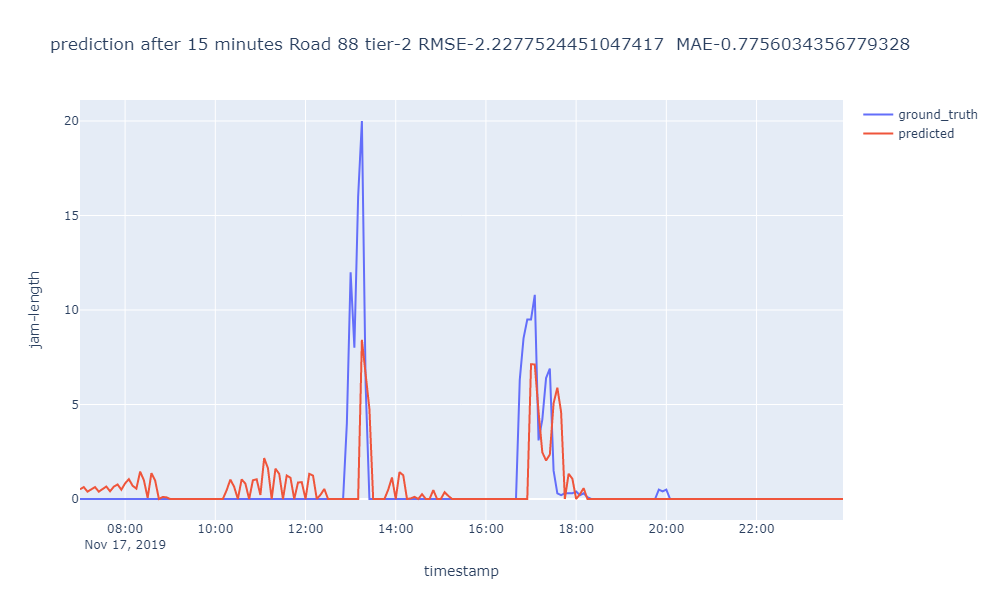 prediction after 15 minutes Road 88 tier-2 RMSE-2.2277524451047417  MAE-0.7756034356779328
ground_truth
predicted
20
15
10
5
0
jam-length
08:00 10:00 12:00 14:00 16:00 18:00 20:00 22:00
Nov 17, 2019
timestamp